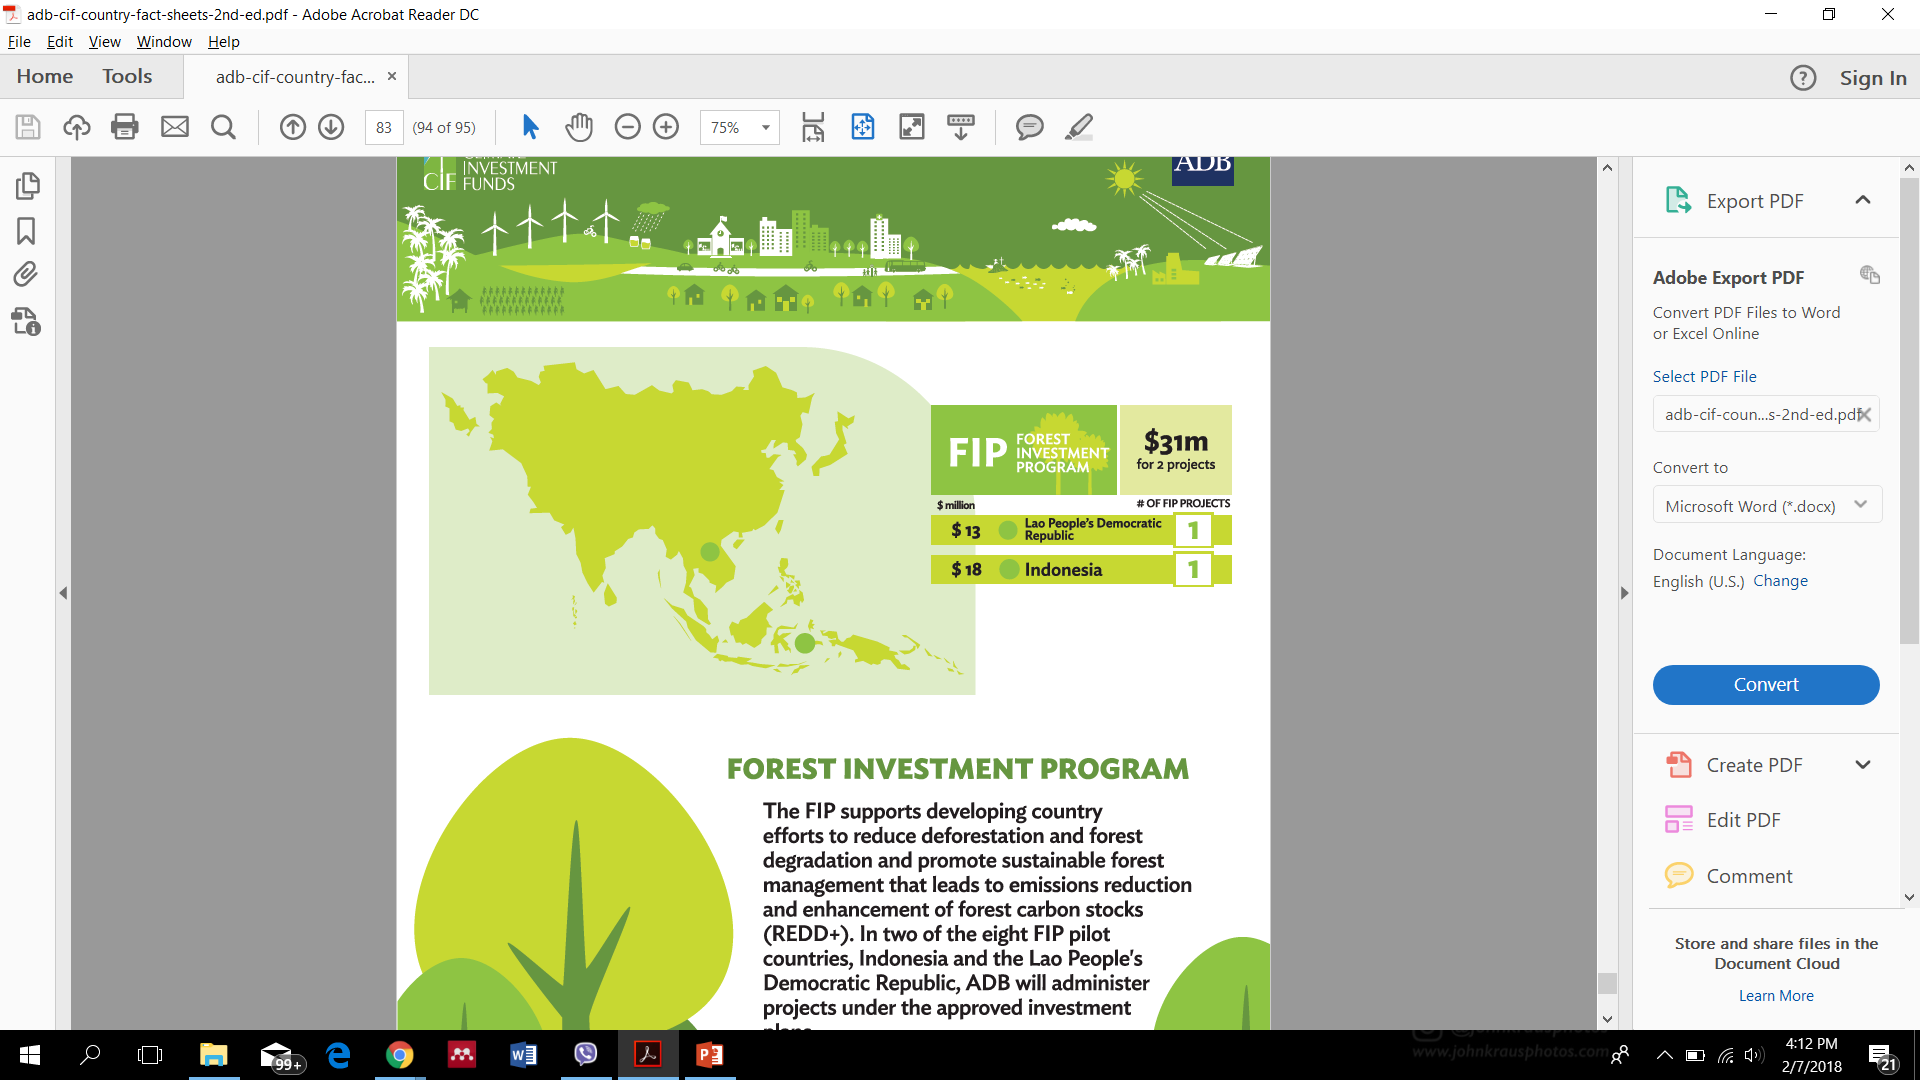 adb-cif-country-fact-sheets-2nd-ed.pdf - Adobe Acrobat Reader DC
File Edit View Window Help
Home Tools adb-cif-country-fac... × Sign In
83 (94 of 95) 75%
CIF
INVESTMENT
FUNDS
ADB
FIP FOREST
INVESTMENT
PROGRAM
$31m
for 2 projects
$ million # OF FIP PROJECTS
$ 13 Lao People's Democratic
Republic 1
$ 18 Indonesia 1
FOREST INVESTMENT PROGRAM
The FIP supports developing country
efforts to reduce deforestation and forest
degradation and promote sustainable forest
management that leads to emissions reduction
and enhancement of forest carbon stocks
(REDD+). In two of the eight FIP pilot
countries, Indonesia and the Lao People's
Democratic Republic, ADB will administer
projects under the approved investment
Export PDF
Adobe Export PDF
Convert PDF Files to Word
or Excel Online
Select PDF File
adb-cif-coun...s-2nd-ed.pdf
Convert to
Microsoft Word (*.docx)
Document Language:
English (U.S.) Change
Convert
Create PDF
Edit PDF
Comment
Store and share files in the
Document Cloud
Learn More
99+
www.johnkrausphotos.com
4:12 PM
2/7/2018
21